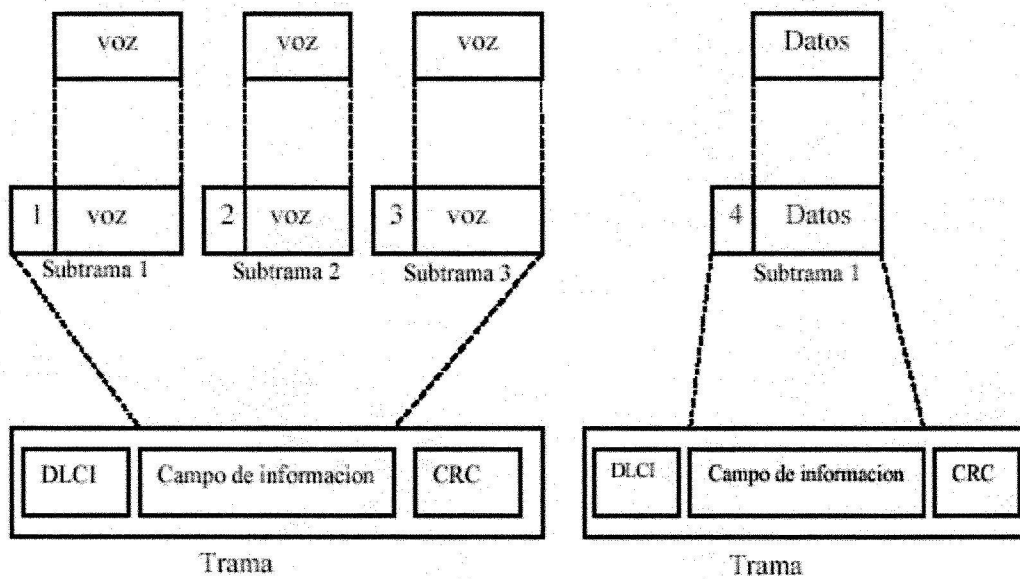 voz voz voz Datos
1 voz 2 voz 3 voz 4 Datos
Subtrama 1 Subtrama 2 Subtrama 3 Subtrama 1
DLCI Campo de informacion CRC DLCI Campo de informacion CRC
Trama Trama